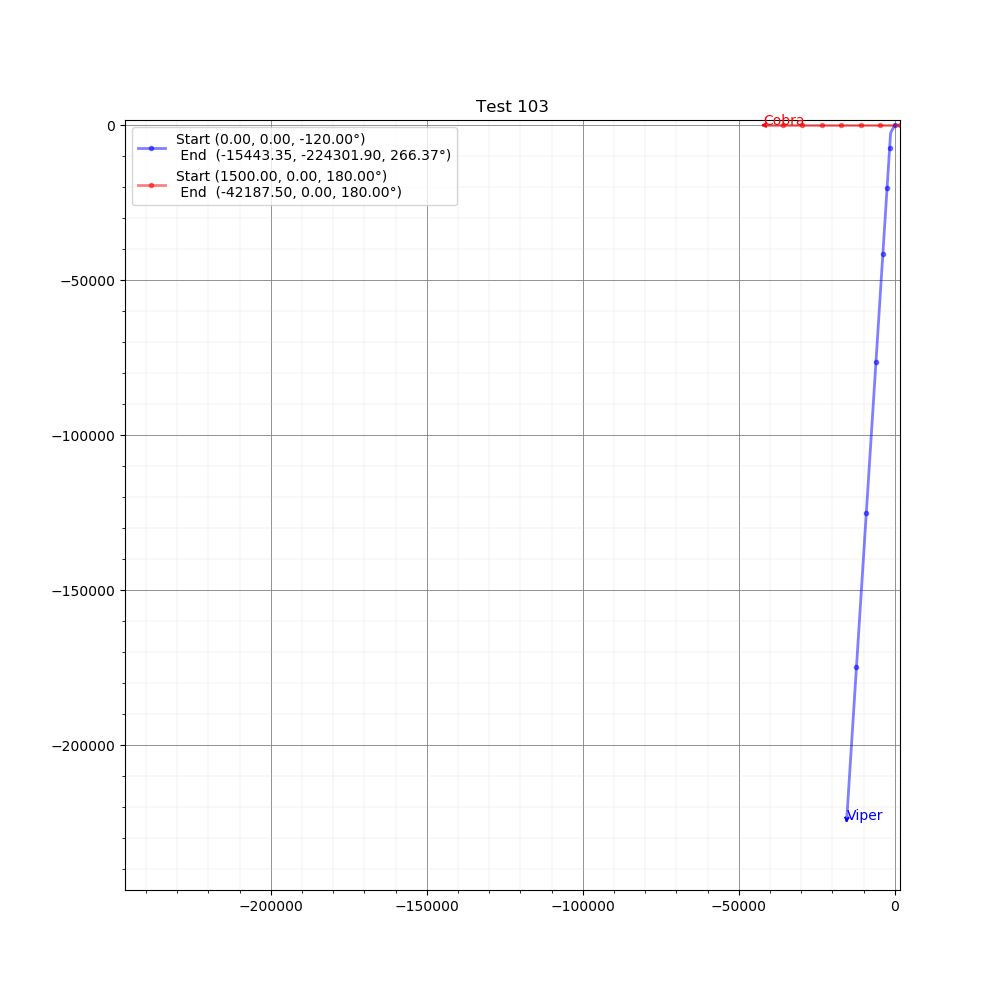 Test 103
Cobra
Start (0.00, 0.00, -120.00°)
End (-15443.35, -224301.90, 266.37°)
Start (1500.00, 0.00, 180.00°)
End (-42187.50, 0.00, 180.00°)
0
−50000
−100000
−150000
−200000
Viper
−200000
−150000
−100000
−50000
0